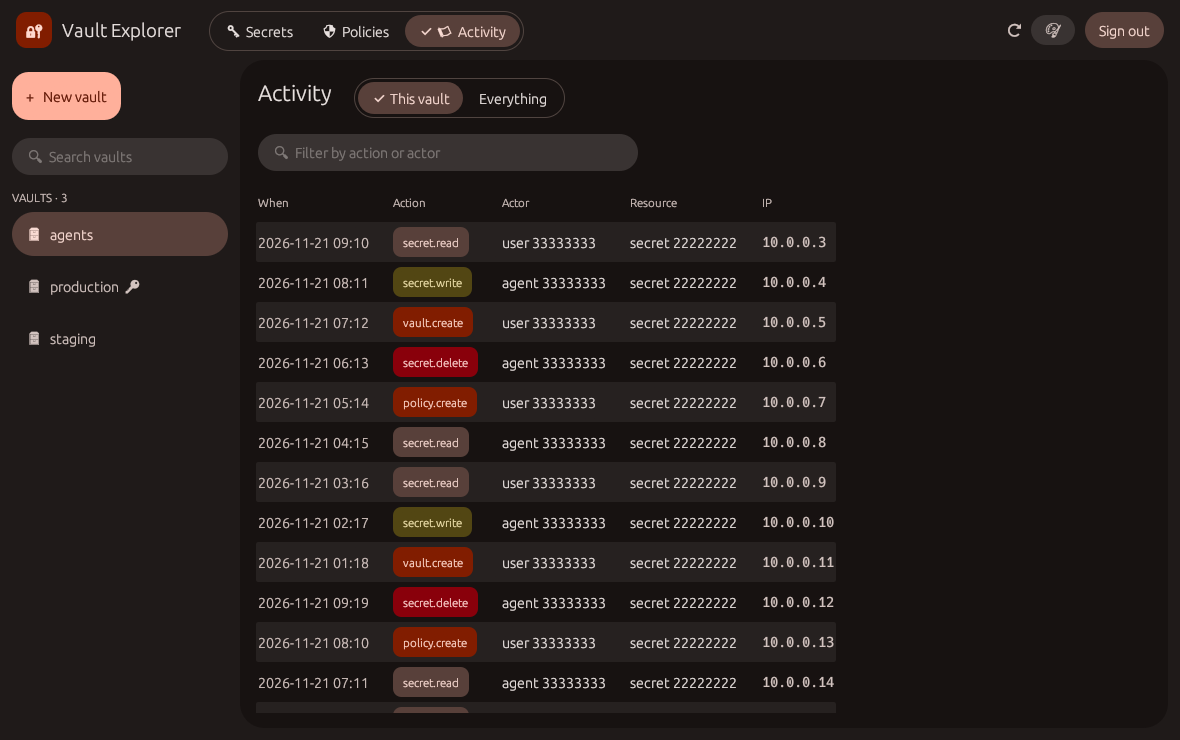 Vault Explorer
Secrets
Policies
Activity
Sign out
+ New vault
Search vaults
VAULTS · 3
agents
production
staging
Activity
This vault
Everything
Filter by action or actor
When Action Actor Resource IP
2026-11-21 09:10 secret.read user 33333333 secret 22222222 10.0.0.3
2026-11-21 08:11 secret.write agent 33333333 secret 22222222 10.0.0.4
2026-11-21 07:12 vault.create user 33333333 secret 22222222 10.0.0.5
2026-11-21 06:13 secret.delete agent 33333333 secret 22222222 10.0.0.6
2026-11-21 05:14 policy.create user 33333333 secret 22222222 10.0.0.7
2026-11-21 04:15 secret.read agent 33333333 secret 22222222 10.0.0.8
2026-11-21 03:16 secret.read user 33333333 secret 22222222 10.0.0.9
2026-11-21 02:17 secret.write agent 33333333 secret 22222222 10.0.0.10
2026-11-21 01:18 vault.create user 33333333 secret 22222222 10.0.0.11
2026-11-21 09:19 secret.delete agent 33333333 secret 22222222 10.0.0.12
2026-11-21 08:10 policy.create user 33333333 secret 22222222 10.0.0.13
2026-11-21 07:11 secret.read agent 33333333 secret 22222222 10.0.0.14